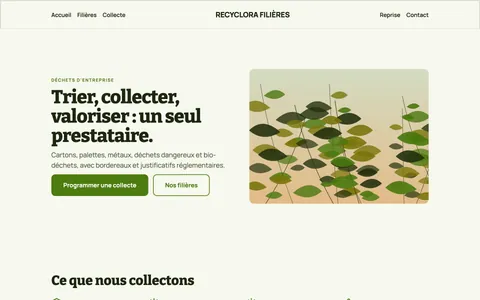 Accueil Filières Collecte RECYCLORA FILIÈRES Reprise Contact
DÉCHETS D'ENTREPRISE
Trier, collecter,
valoriser : un seul
prestataire.
Cartons, palettes, métaux, déchets dangereux et bio-
déchets, avec bordereaux et justificatifs réglementaires.
Programmer une collecte Nos filières
Ce que nous collectons